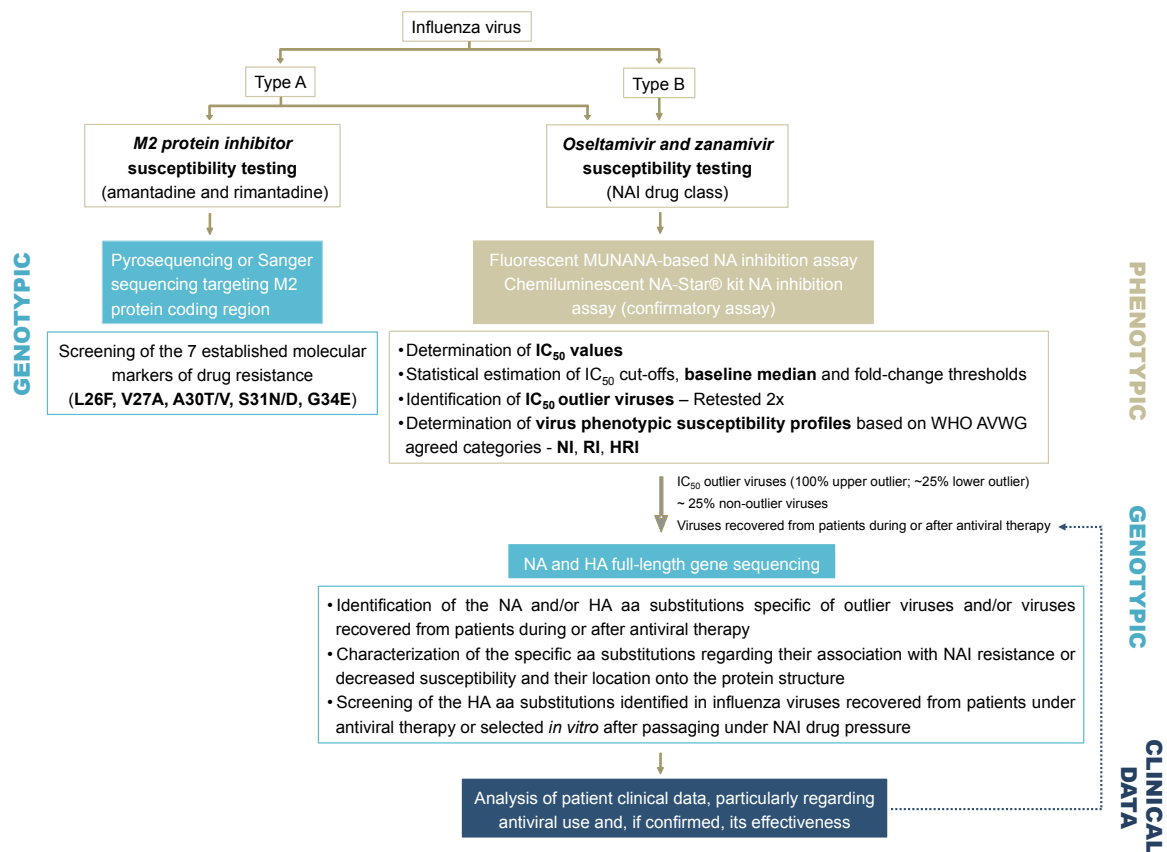 Influenza virus
Type A
Type B
M2 protein inhibitor
susceptibility testing
(amantadine and rimantadine)
Oseltamivir and zanamivir
susceptibility testing
(NAI drug class)
GENOTYPIC
Pyrosequencing or Sanger
sequencing targeting M2
protein coding region
Screening of the 7 established molecular
markers of drug resistance
(L26F, V27A, A30T/V, S31N/D, G34E)
PHENOTYPIC
Fluorescent MUNANA-based NA inhibition assay
Chemiluminescent NA-Star® kit NA inhibition
assay (confirmatory assay)
• Determination of IC50 values
• Statistical estimation of IC50 cut-offs, baseline median and fold-change thresholds
• Identification of IC50 outlier viruses – Retested 2x
• Determination of virus phenotypic susceptibility profiles based on WHO AVWG
agreed categories - NI, RI, HRI
IC50 outlier viruses (100% upper outlier; ~25% lower outlier)
~ 25% non-outlier viruses
Viruses recovered from patients during or after antiviral therapy
GENOTYPIC
NA and HA full-length gene sequencing
• Identification of the NA and/or HA aa substitutions specific of outlier viruses and/or viruses
recovered from patients during or after antiviral therapy
• Characterization of the specific aa substitutions regarding their association with NAI resistance or
decreased susceptibility and their location onto the protein structure
• Screening of the HA aa substitutions identified in influenza viruses recovered from patients under
antiviral therapy or selected in vitro after passaging under NAI drug pressure
CLINICAL
DATA
Analysis of patient clinical data, particularly regarding
antiviral use and, if confirmed, its effectiveness